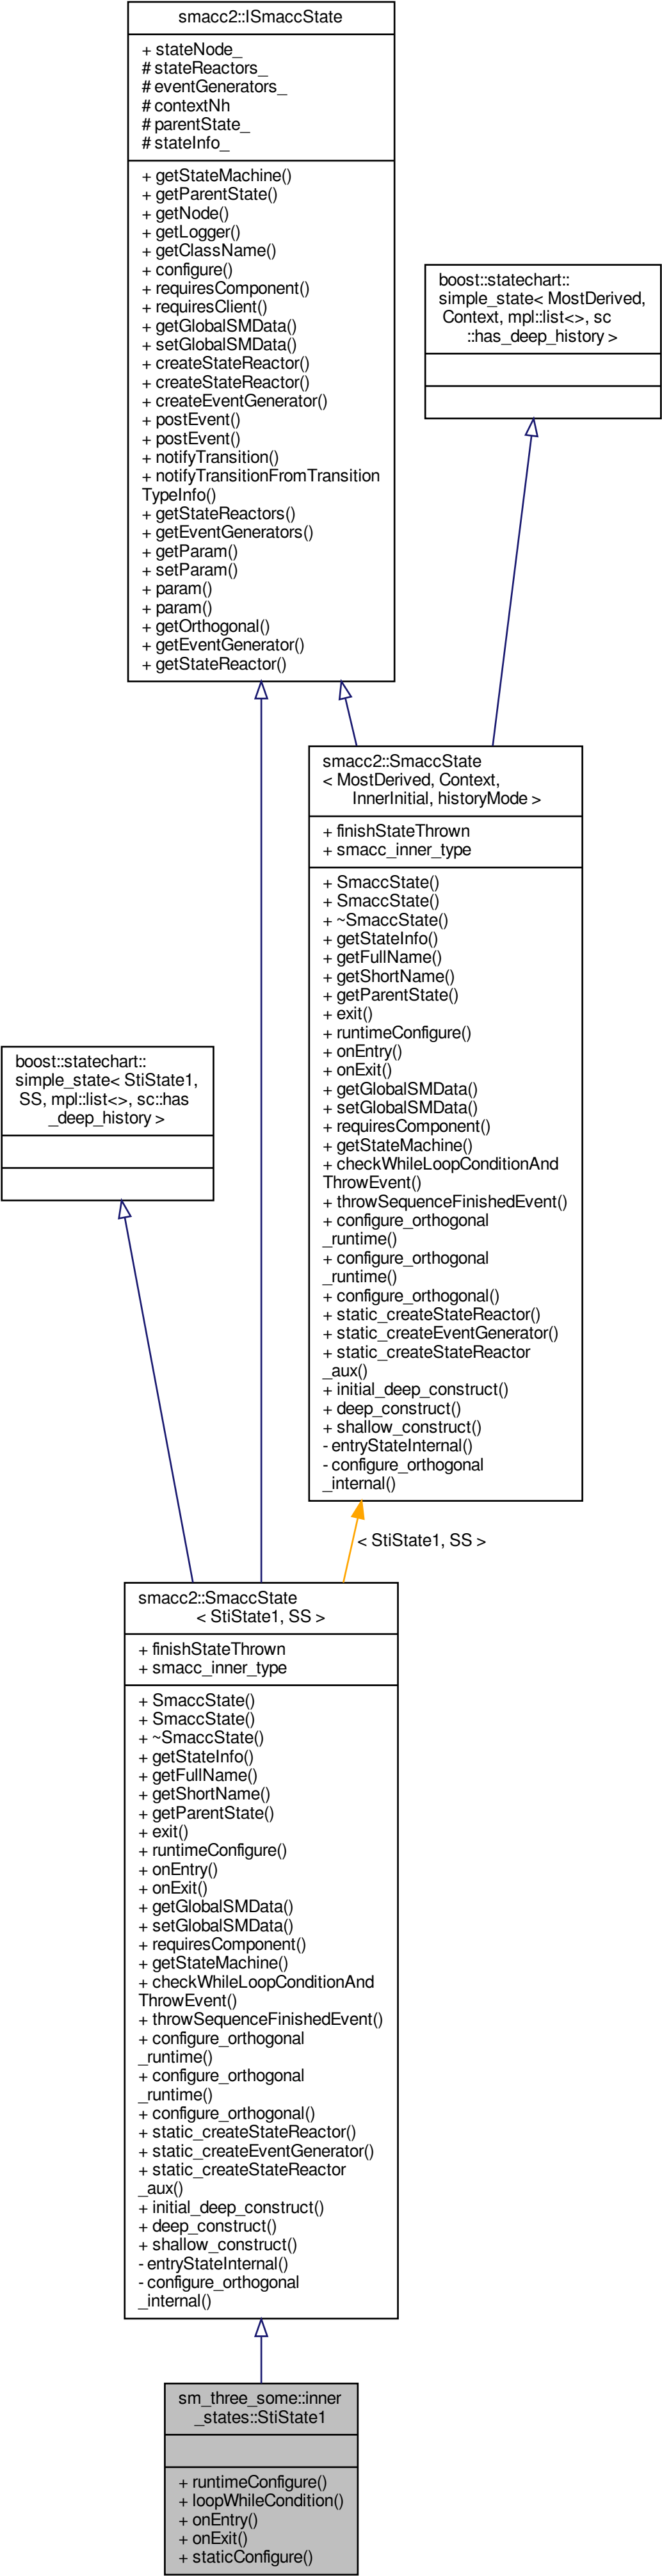 smacc2::ISmaccState
+ stateNode_
# stateReactors_
# eventGenerators_
# contextNh
# parentState_
# stateInfo_
+ getStateMachine()
+ getParentState()
+ getNode()
+ getLogger()
+ getClassName()
+ configure()
+ requiresComponent()
+ requiresClient()
+ getGlobalSMData()
+ setGlobalSMData()
+ createStateReactor()
+ createStateReactor()
+ createEventGenerator()
+ postEvent()
+ postEvent()
+ notifyTransition()
+ notifyTransitionFromTransition
TypeInfo()
+ getStateReactors()
+ getEventGenerators()
+ getParam()
+ setParam()
+ param()
+ param()
+ getOrthogonal()
+ getEventGenerator()
+ getStateReactor()
boost::statechart::
simple_state< MostDerived,
Context, mpl::list<>, sc
::has_deep_history >
smacc2::SmaccState
< MostDerived, Context,
InnerInitial, historyMode >
+ finishStateThrown
+ smacc_inner_type
+ SmaccState()
+ SmaccState()
+ ~SmaccState()
+ getStateInfo()
+ getFullName()
+ getShortName()
+ getParentState()
+ exit()
+ runtimeConfigure()
+ onEntry()
+ onExit()
+ getGlobalSMData()
+ setGlobalSMData()
+ requiresComponent()
+ getStateMachine()
+ checkWhileLoopConditionAnd
ThrowEvent()
+ throwSequenceFinishedEvent()
+ configure_orthogonal
_runtime()
+ configure_orthogonal
_runtime()
+ configure_orthogonal()
+ static_createStateReactor()
+ static_createEventGenerator()
+ static_createStateReactor
_aux()
+ initial_deep_construct()
+ deep_construct()
+ shallow_construct()
- entryStateInternal()
- configure_orthogonal
_internal()
boost::statechart::
simple_state< StiState1,
SS, mpl::list<>, sc::has
_deep_history >
< StiState1, SS >
smacc2::SmaccState
< StiState1, SS >
+ finishStateThrown
+ smacc_inner_type
+ SmaccState()
+ SmaccState()
+ ~SmaccState()
+ getStateInfo()
+ getFullName()
+ getShortName()
+ getParentState()
+ exit()
+ runtimeConfigure()
+ onEntry()
+ onExit()
+ getGlobalSMData()
+ setGlobalSMData()
+ requiresComponent()
+ getStateMachine()
+ checkWhileLoopConditionAnd
ThrowEvent()
+ throwSequenceFinishedEvent()
+ configure_orthogonal
_runtime()
+ configure_orthogonal
_runtime()
+ configure_orthogonal()
+ static_createStateReactor()
+ static_createEventGenerator()
+ static_createStateReactor
_aux()
+ initial_deep_construct()
+ deep_construct()
+ shallow_construct()
- entryStateInternal()
- configure_orthogonal
_internal()
sm_three_some::inner
_states::StiState1
+ runtimeConfigure()
+ loopWhileCondition()
+ onEntry()
+ onExit()
+ staticConfigure()